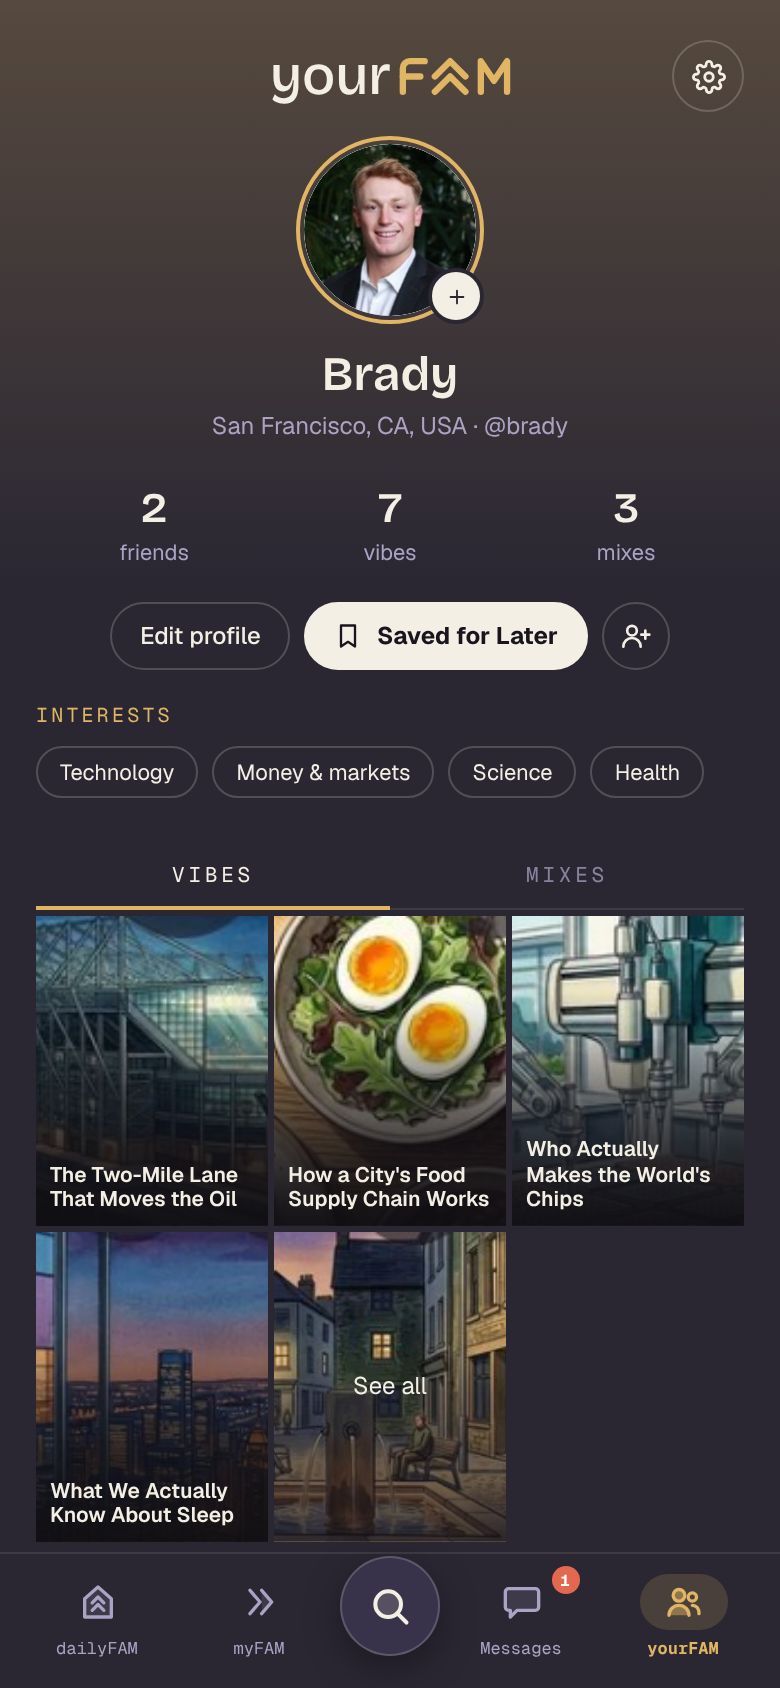 yourFAM
Brady
San Francisco, CA, USA · @brady
2
friends
7
vibes
3
mixes
Edit profile
Saved for Later
INTERESTS
Technology
Money & markets
Science
Health
VIBES
MIXES
The Two-Mile Lane
That Moves the Oil
How a City's Food
Supply Chain Works
Who Actually
Makes the World's
Chips
What We Actually
Know About Sleep
See all
dailyFAM
myFAM
1
Messages
yourFAM